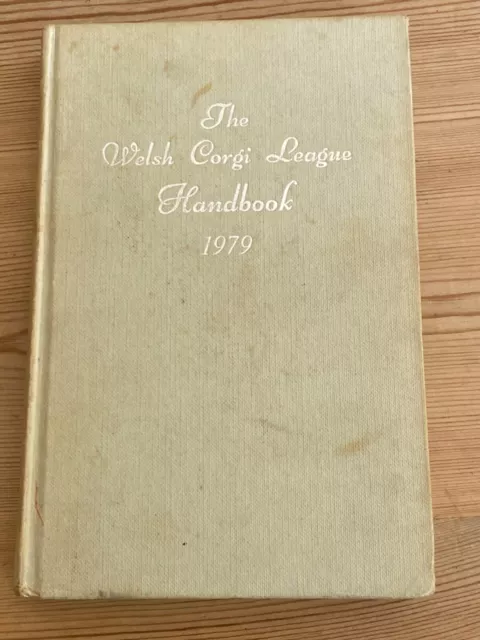 The
Welsh Corgi League
Handbook
1979